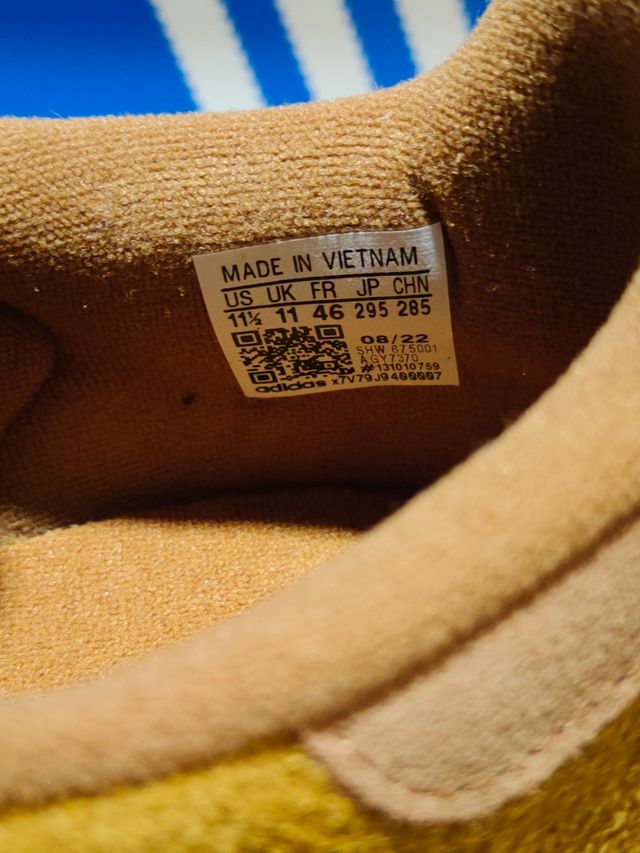 MADE IN VIETNAM
US UK FR JP CHN
11½ 11 46 295 285
08/22
SHW 675001
AGY7370
#131010759
adidas x7V79J9400007